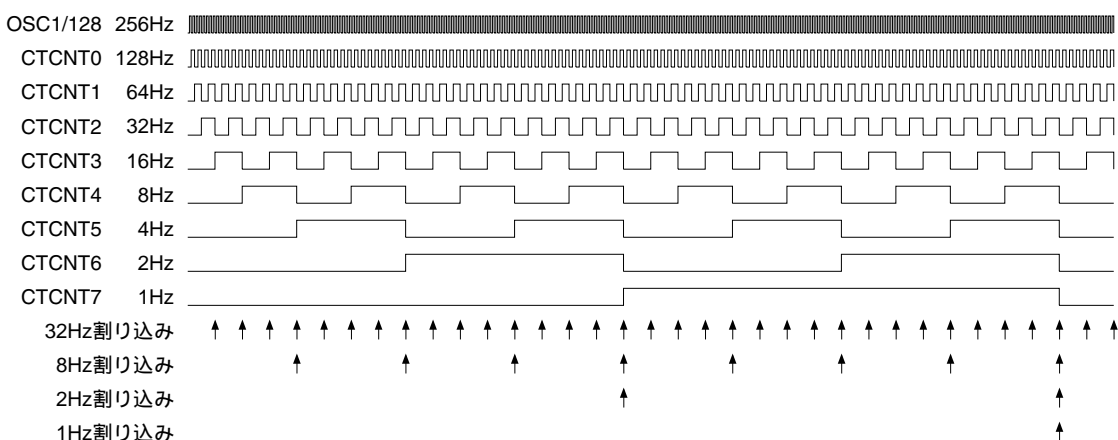 OSC1/128 256Hz
CTCNT0 128Hz
CTCNT1 64Hz
CTCNT2 32Hz
CTCNT3 16Hz
CTCNT4 8Hz
CTCNT5 4Hz
CTCNT6 2Hz
CTCNT7 1Hz
32Hz割り込み
8Hz割り込み
2Hz割り込み
1Hz割り込み